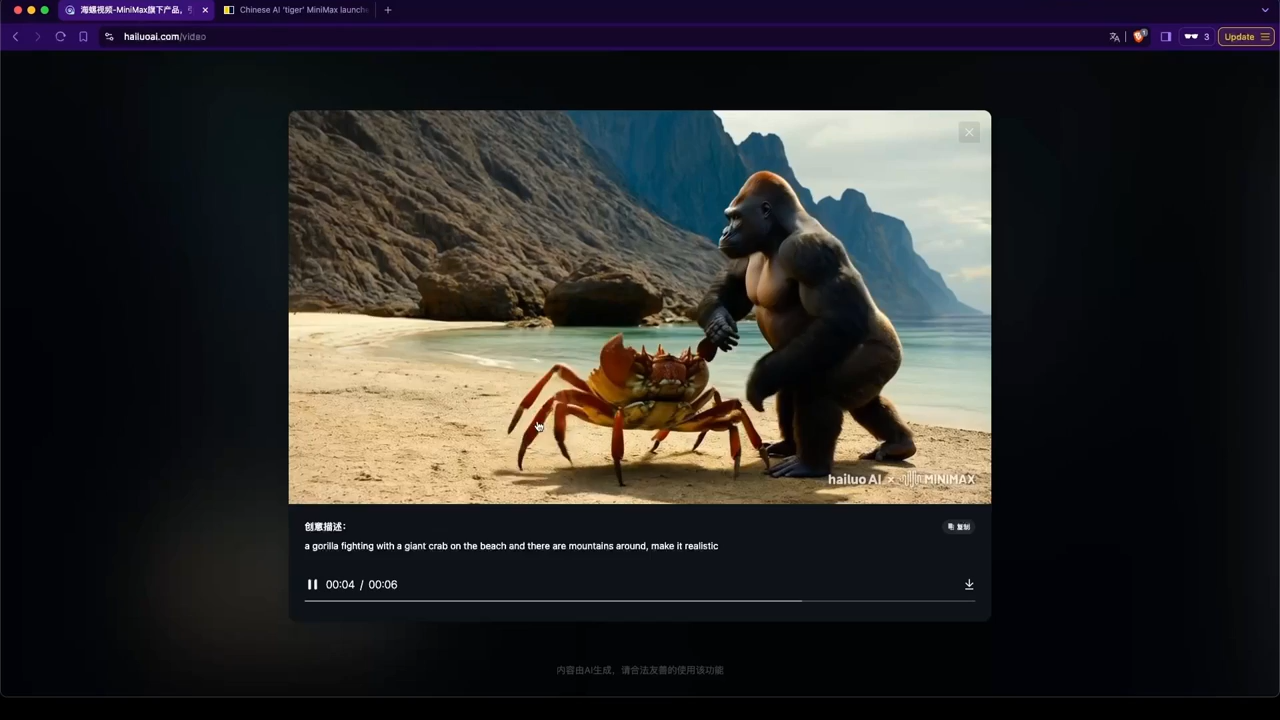 海螺视频-MiniMax旗下产品，
Chinese AI 'tiger' MiniMax launche
hailuoai.com/video
3
Update
hailuo AI × MINIMAX
创意描述：
复制
a gorilla fighting with a giant crab on the beach and there are mountains around, make it realistic
00:04 / 00:06
内容由AI生成，请合法友善的使用该功能